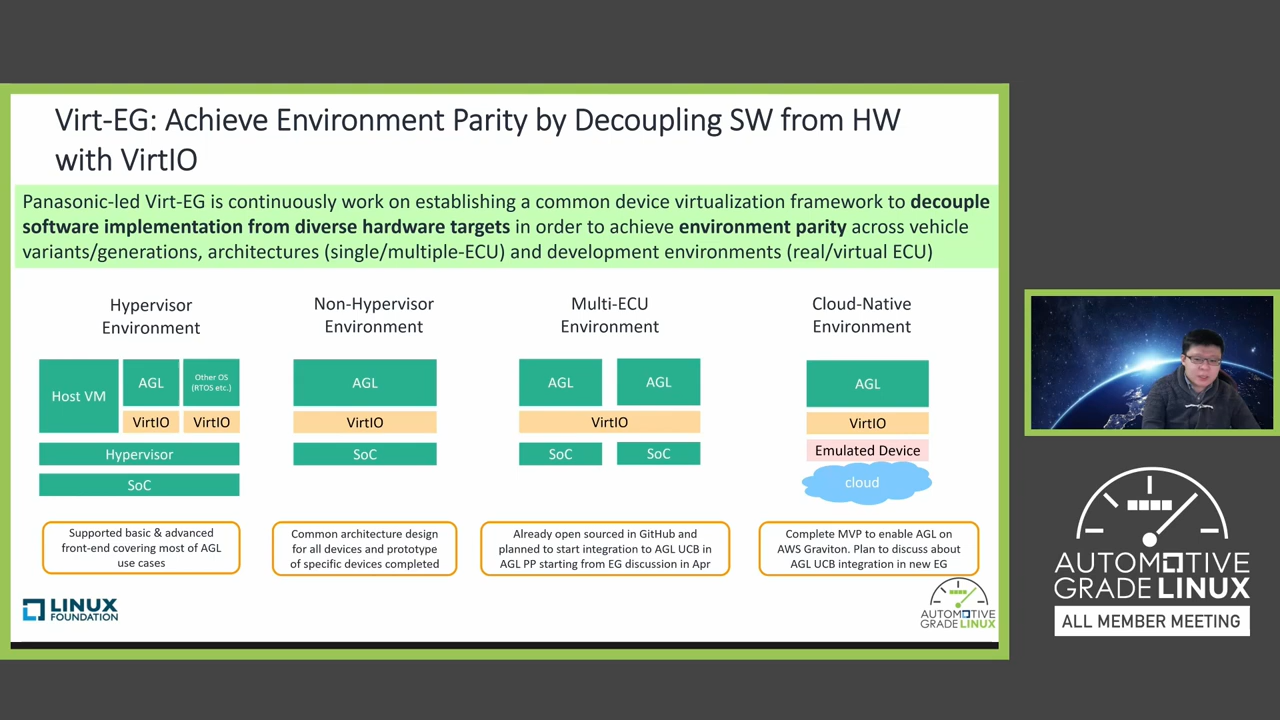 Virt-EG: Achieve Environment Parity by Decoupling SW from HW
with VirtIO
Panasonic-led Virt-EG is continuously work on establishing a common device virtualization framework to decouple
software implementation from diverse hardware targets in order to achieve environment parity across vehicle
variants/generations, architectures (single/multiple-ECU) and development environments (real/virtual ECU)
Hypervisor
Environment
Host VM
AGL
Other OS
(RTOS etc.)
VirtIO
VirtIO
Hypervisor
SoC
Supported basic & advanced
front-end covering most of AGL
use cases
Non-Hypervisor
Environment
AGL
VirtIO
SoC
Common architecture design
for all devices and prototype
of specific devices completed
Multi-ECU
Environment
AGL
AGL
VirtIO
SoC
SoC
Already open sourced in GitHub and
planned to start integration to AGL UCB in
AGL PP starting from EG discussion in Apr
Cloud-Native
Environment
AGL
VirtIO
Emulated Device
cloud
Complete MVP to enable AGL on
AWS Graviton. Plan to discuss about
AGL UCB integration in new EG
LINUX
FOUNDATION
AUTOMOTIVE
GRADELINUX
AUTOMOTIVE
GRADELINUX
ALL MEMBER MEETING